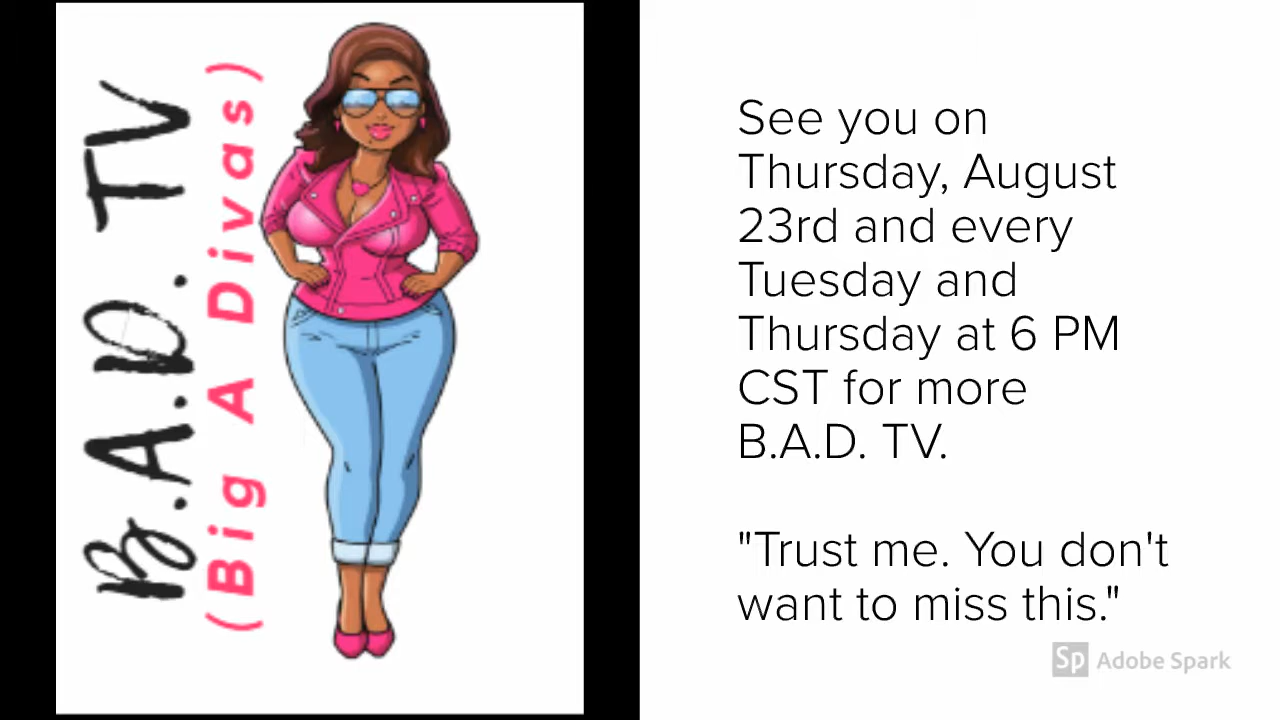 B.A.D. TV
(Big A Divas)
See you on
Thursday, August
23rd and every
Tuesday and
Thursday at 6 PM
CST for more
B.A.D. TV.
"Trust me. You don't
want to miss this."
Sp Adobe Spark